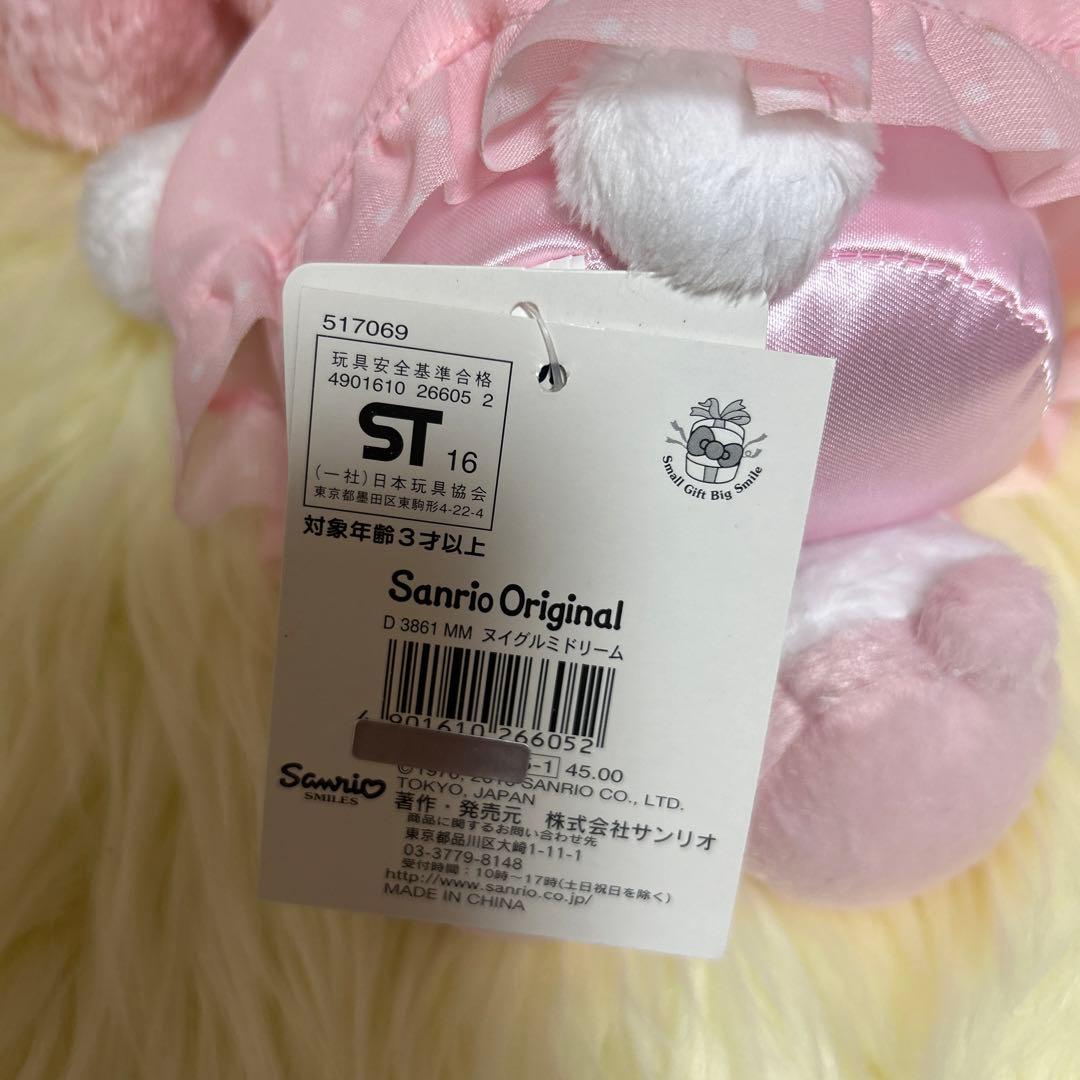 517069
玩具安全基準合格
4901610 26605 2
ST 16
(一社)日本玩具協会
東京都墨田区東駒形4-22-4
対象年齢3才以上
Small Gift Big Smile
Sanrio Original
D 3861 MM ヌイグルミドリーム
4 901610 266052
-1 45.00
©1976, SANRIO CO., LTD.
TOKYO, JAPAN
Sanrio
SMILES
著作・発売元 株式会社サンリオ
商品に関するお問い合わせ先
東京都品川区大崎1-11-1
03-3779-8148
受付時間:10時~17時(土日祝日を除く)
http://www.sanrio.co.jp/
MADE IN CHINA